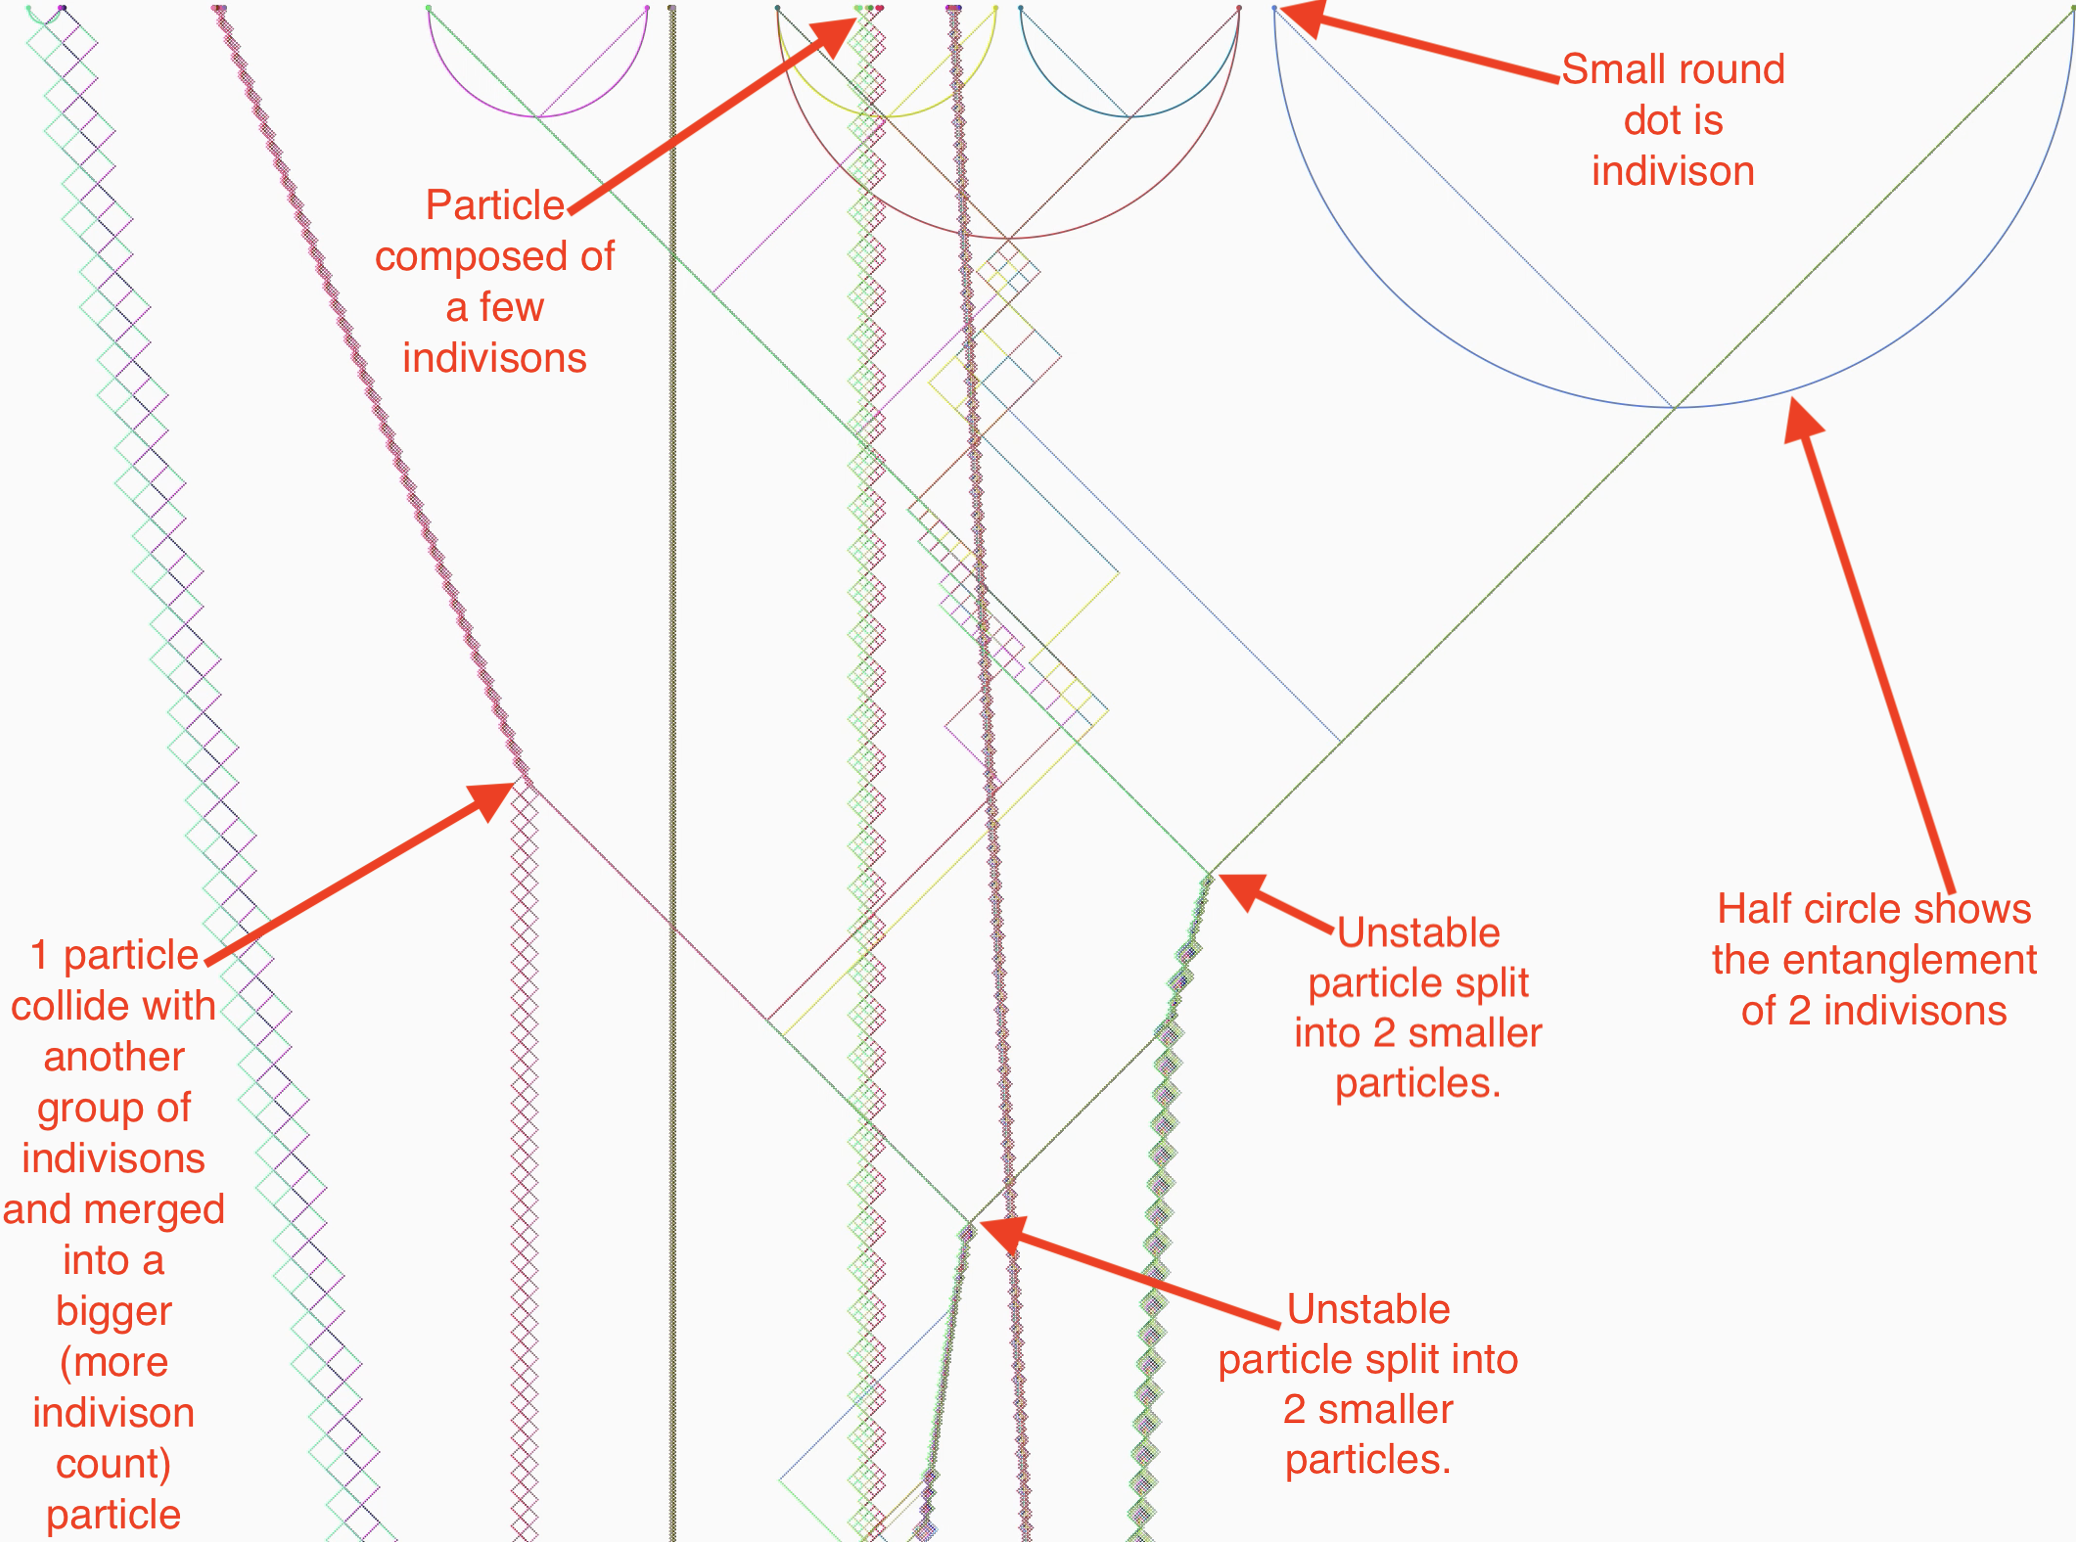 Small round
dot is
indivison
Particle
composed of
a few
indivisons
Half circle shows
the entanglement
of 2 indivisons
Unstable
particle split
into 2 smaller
particles.
1 particle
collide with
another
group of
indivisons
and merged
into a
bigger
(more
indivison
count)
particle
Unstable
particle split into
2 smaller
particles.